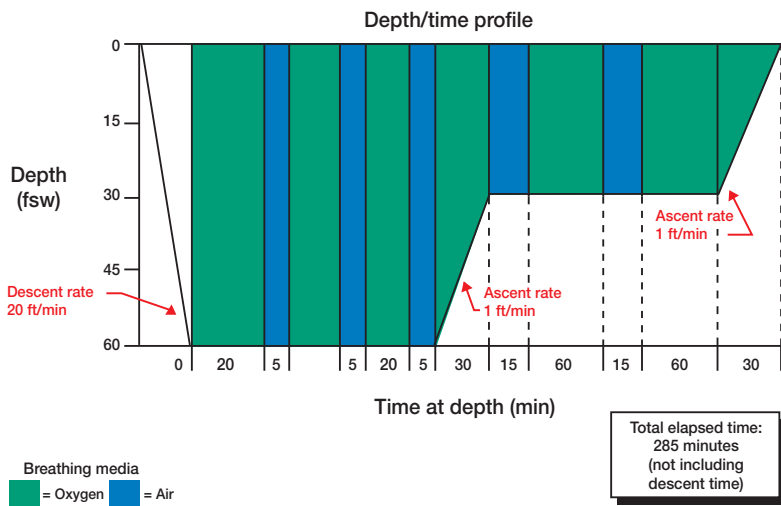 Depth/time profile
0
15
30
45
60
Depth
(fsw)
Descent rate
20 ft/min
Ascent rate
1 ft/min
Ascent rate
1 ft/min
0 20 5 5 20 5 30 15 60 15 60 30
Time at depth (min)
Total elapsed time:
285 minutes
(not including
descent time)
Breathing media
= Oxygen = Air